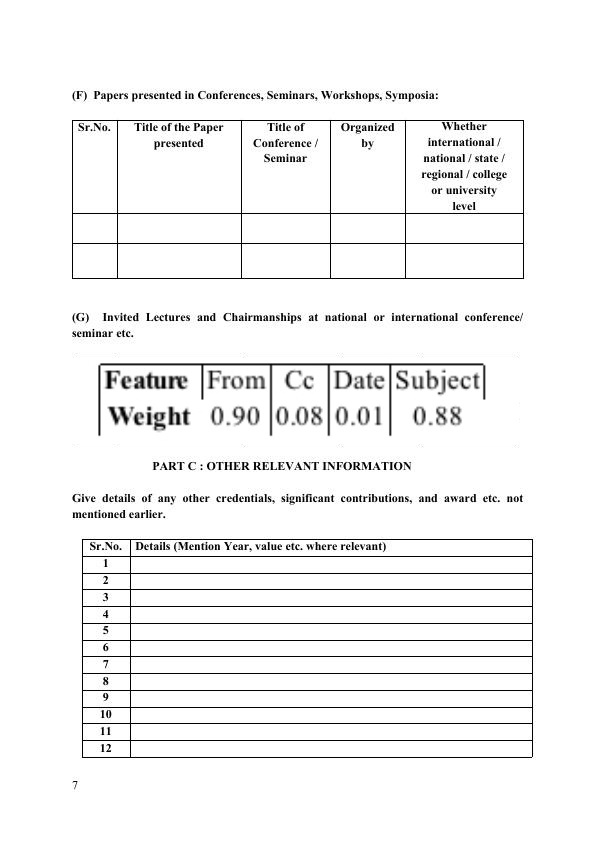 (F) Papers presented in Conferences, Seminars, Workshops, Symposia:
Sr.No. Title of the Paper presented Title of Conference / Seminar Organized by Whether international / national / state / regional / college or university level
(G) Invited Lectures and Chairmanships at national or international conference/
seminar etc.
Feature From Cc Date Subject
Weight 0.90 0.08 0.01 0.88
PART C : OTHER RELEVANT INFORMATION
Give details of any other credentials, significant contributions, and award etc. not
mentioned earlier.
Sr.No. Details (Mention Year, value etc. where relevant)
1
2
3
4
5
6
7
8
9
10
11
12
7